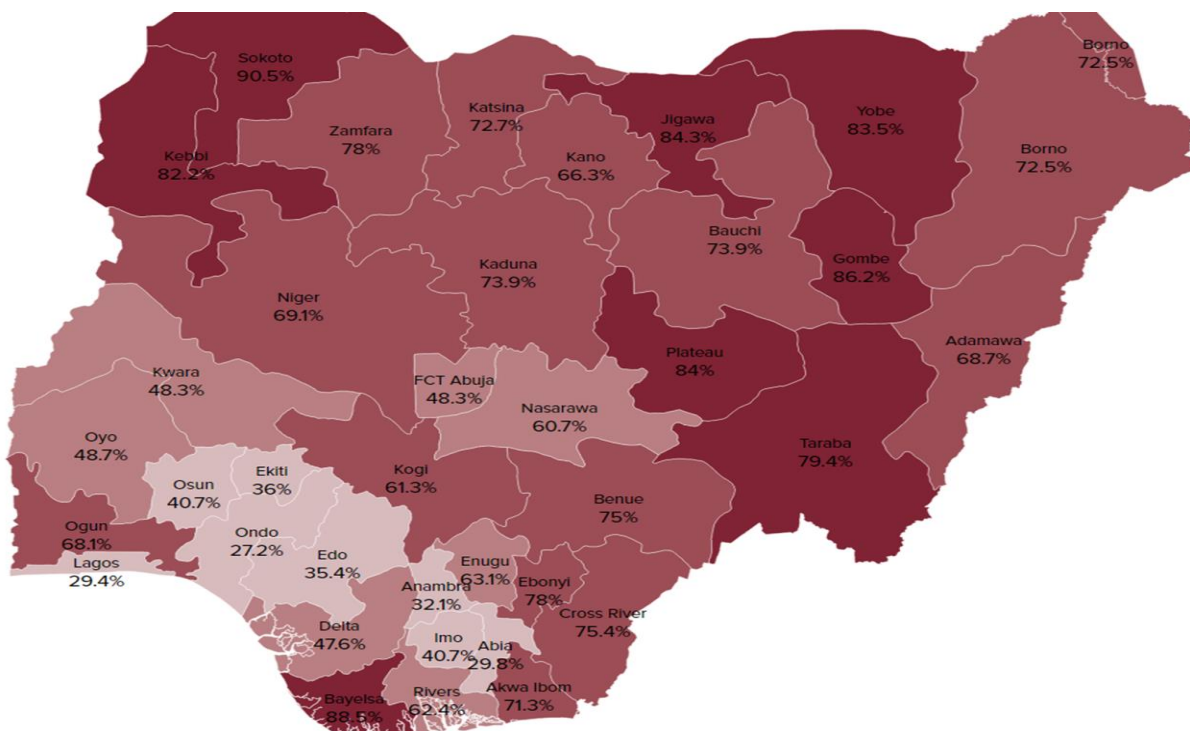 Sokoto
90.5%
Borno
72.5%
Katsina
72.7%
Jigawa
84.3%
Yobe
83.5%
Zamfara
78%
Kebbi
82.2%
Kano
66.3%
Borno
72.5%
Bauchi
73.9%
Gombe
86.2%
Kaduna
73.9%
Niger
69.1%
Adamawa
68.7%
Plateau
84%
Kwara
48.3%
FCT Abuja
48.3%
Nasarawa
60.7%
Oyo
48.7%
Taraba
79.4%
Ekiti
36%
Kogi
61.3%
Osun
40.7%
Benue
75%
Ogun
68.1%
Ondo
27.2%
Edo
35.4%
Lagos
29.4%
Enugu
63.1%
Anambra
32.1%
Ebonyi
78%
Cross River
75.4%
Delta
47.6%
Imo
40.7%
Abia
29.8%
Bayelsa
88.5%
Rivers
62.4%
Akwa Ibom
71.3%